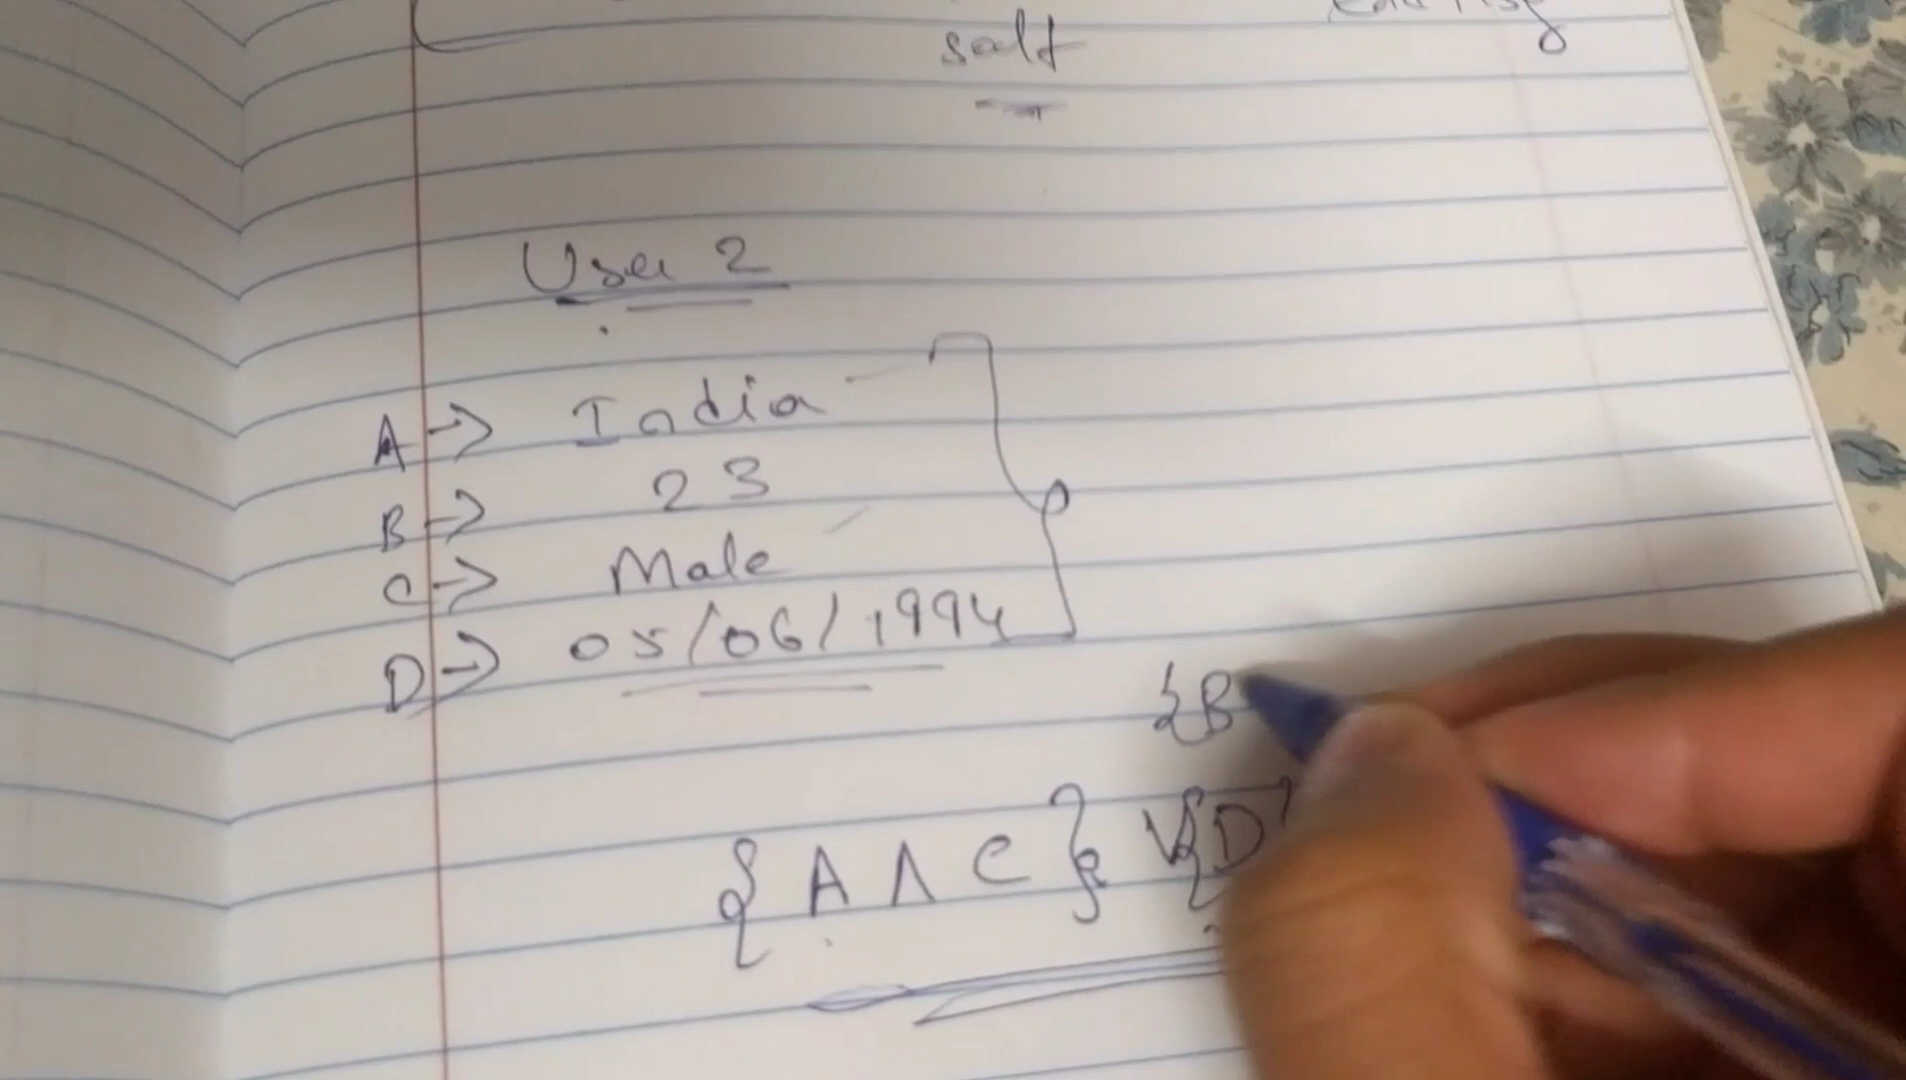 salt
User 2
A → India
B → 23
C → Male
D → 05/06/1994
{B
{A ∧ C} V{D}